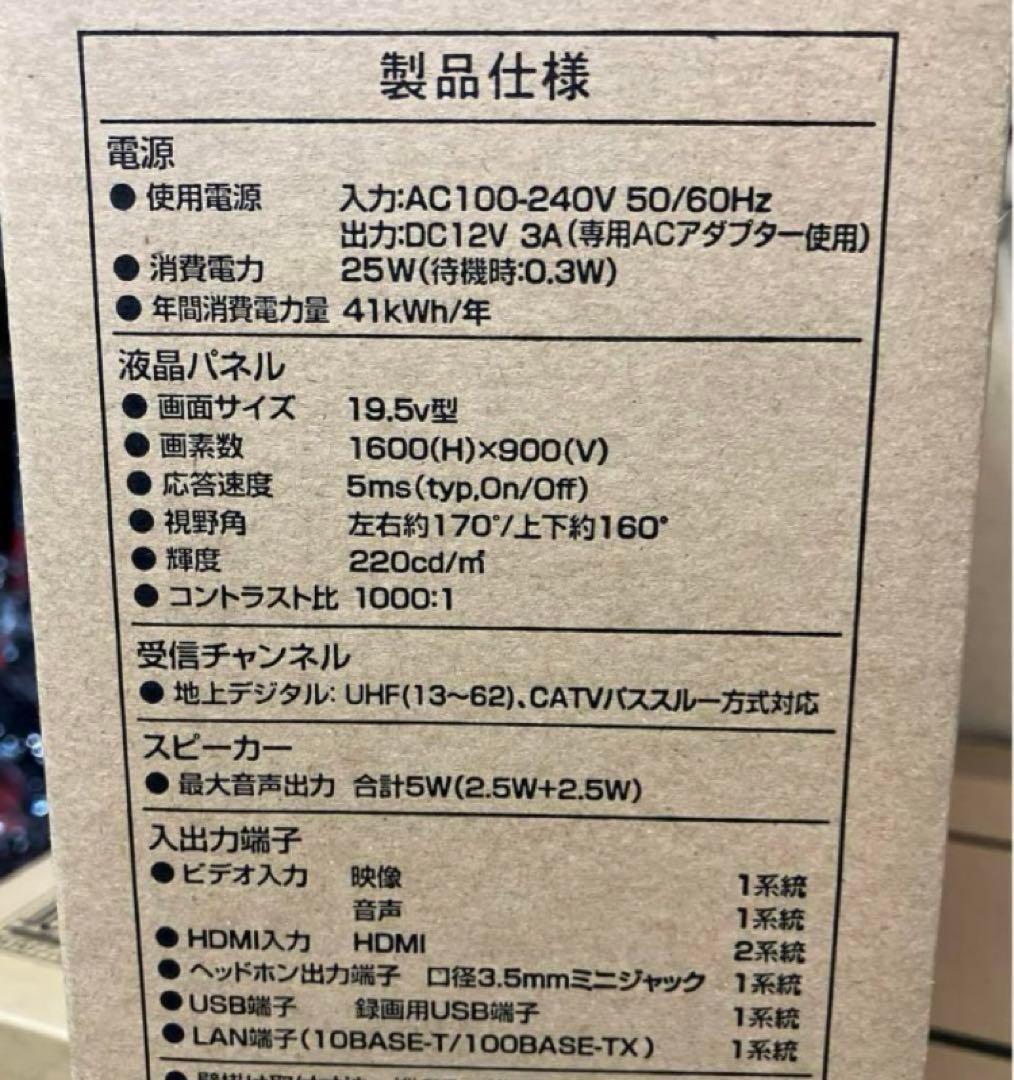 製品仕様
電源
● 使用電源 入力:AC100-240V 50/60Hz
出力:DC12V 3A(専用ACアダプター使用)
● 消費電力 25W(待機時:0.3W)
● 年間消費電力量 41kWh/年
液晶パネル
● 画面サイズ 19.5v型
● 画素数 1600(H)×900(V)
● 応答速度 5ms(typ,On/Off)
● 視野角 左右約170°/上下約160°
● 輝度 220cd/㎡
● コントラスト比 1000:1
受信チャンネル
● 地上デジタル: UHF(13~62)、CATVパススルー方式対応
スピーカー
● 最大音声出力 合計5W(2.5W+2.5W)
入出力端子
● ビデオ入力 映像 1系統
音声 1系統
● HDMI入力 HDMI 2系統
● ヘッドホン出力端子 口径3.5mmミニジャック 1系統
● USB端子 録画用USB端子 1系統
● LAN端子(10BASE-T/100BASE-TX) 1系統